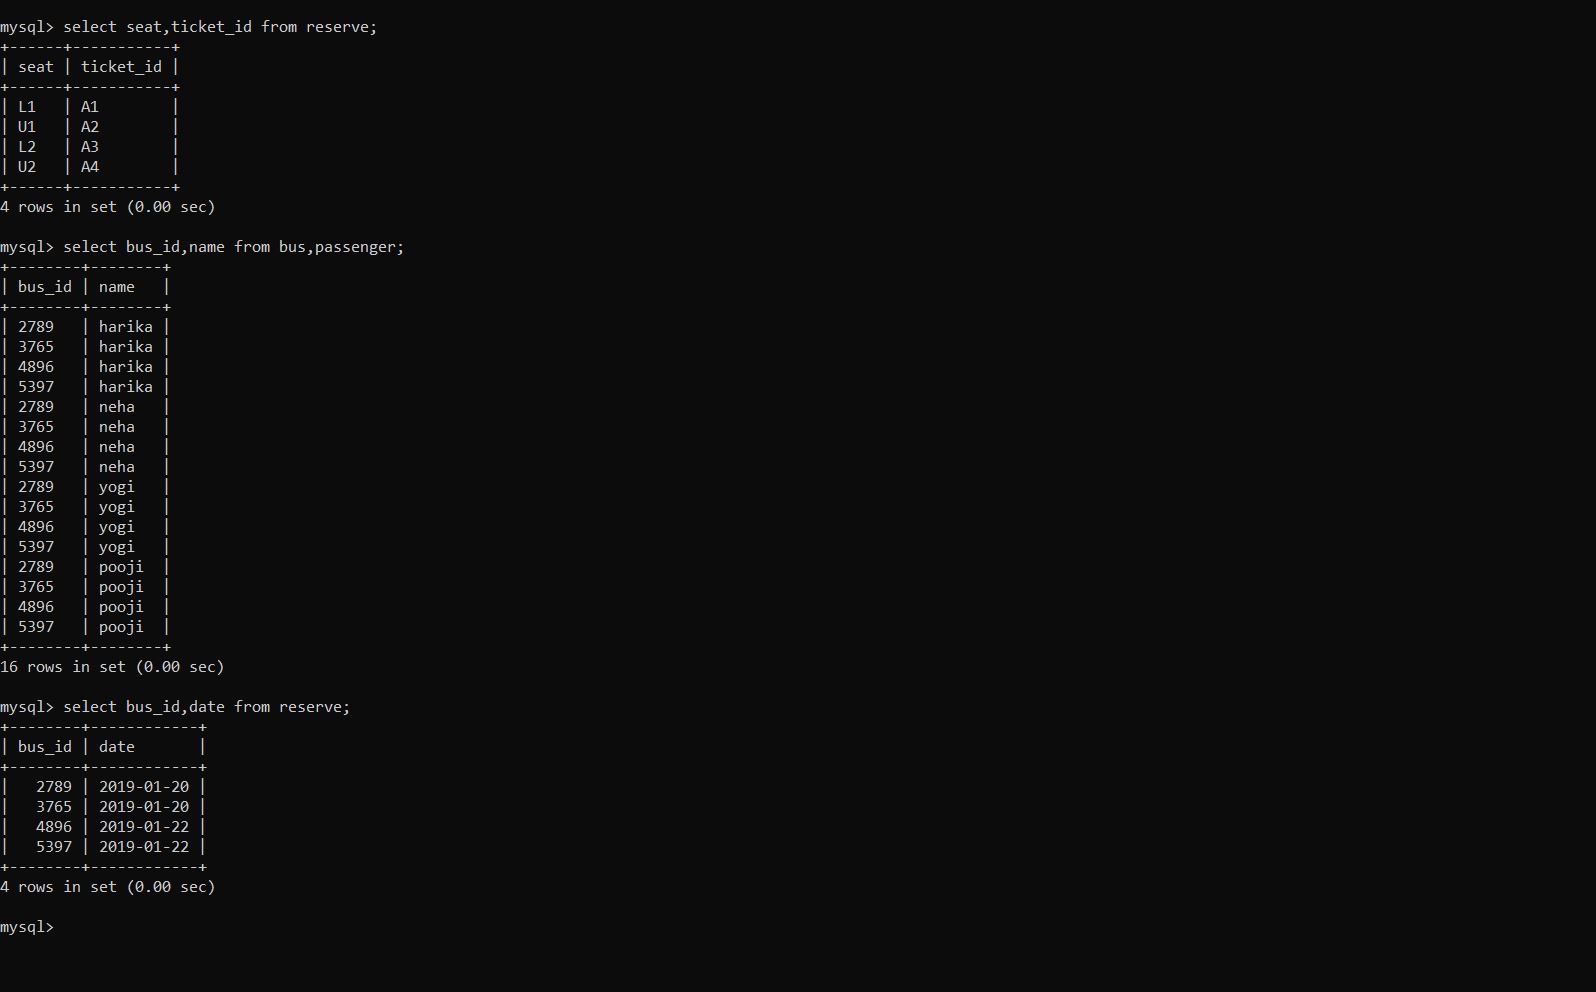 mysql> select seat,ticket_id from reserve;
+------+-----------+
| seat | ticket_id |
+------+-----------+
| L1   | A1        |
| U1   | A2        |
| L2   | A3        |
| U2   | A4        |
+------+-----------+
4 rows in set (0.00 sec)

mysql> select bus_id,name from bus,passenger;
+--------+--------+
| bus_id | name   |
+--------+--------+
| 2789   | harika |
| 3765   | harika |
| 4896   | harika |
| 5397   | harika |
| 2789   | neha   |
| 3765   | neha   |
| 4896   | neha   |
| 5397   | neha   |
| 2789   | yogi   |
| 3765   | yogi   |
| 4896   | yogi   |
| 5397   | yogi   |
| 2789   | pooji  |
| 3765   | pooji  |
| 4896   | pooji  |
| 5397   | pooji  |
+--------+--------+
16 rows in set (0.00 sec)

mysql> select bus_id,date from reserve;
+--------+------------+
| bus_id | date       |
+--------+------------+
|   2789 | 2019-01-20 |
|   3765 | 2019-01-20 |
|   4896 | 2019-01-22 |
|   5397 | 2019-01-22 |
+--------+------------+
4 rows in set (0.00 sec)

mysql>